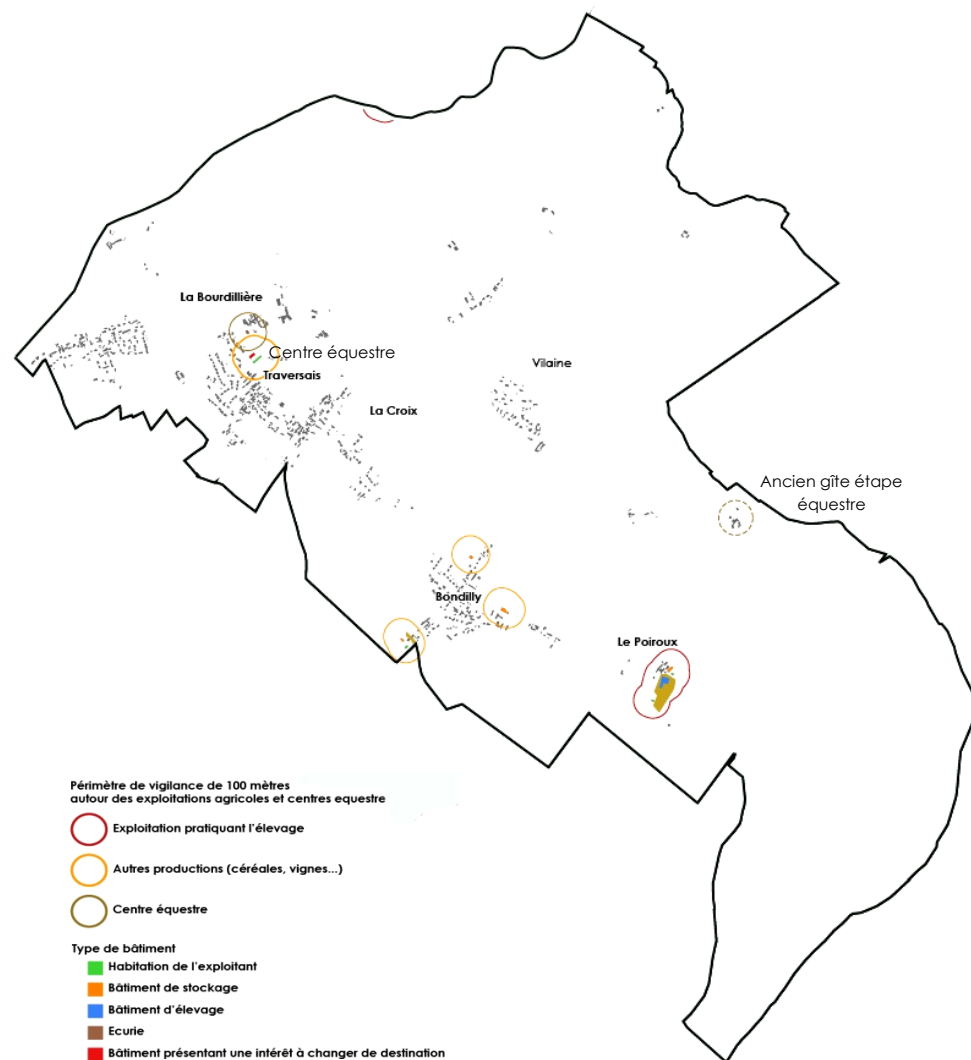 La Bourdillière
Centre équestre
Traversais
Vilaine
La Croix
Ancien gîte étape
équestre
Bondilly
Le Poiroux
Périmètre de vigilance de 100 mètres
autour des exploitations agricoles et centres equestre
Exploitation pratiquant l'élevage
Autres productions (céréales, vignes...)
Centre équestre
Type de bâtiment
Habitation de l'exploitant
Bâtiment de stockage
Bâtiment d'élevage
Ecurie
Bâtiment présentant une intérêt à changer de destination